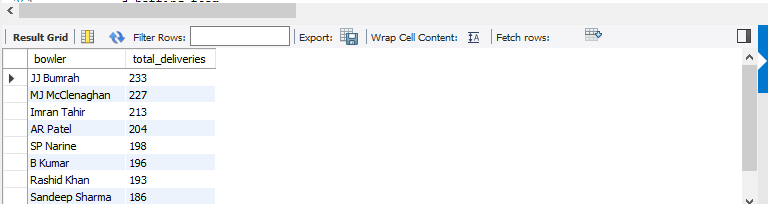 Result Grid Filter Rows: Export: Wrap Cell Content: Fetch rows:
bowler total_deliveries
JJ Bumrah 233
MJ McClenaghan 227
Imran Tahir 213
AR Patel 204
SP Narine 198
B Kumar 196
Rashid Khan 193
Sandeep Sharma 186